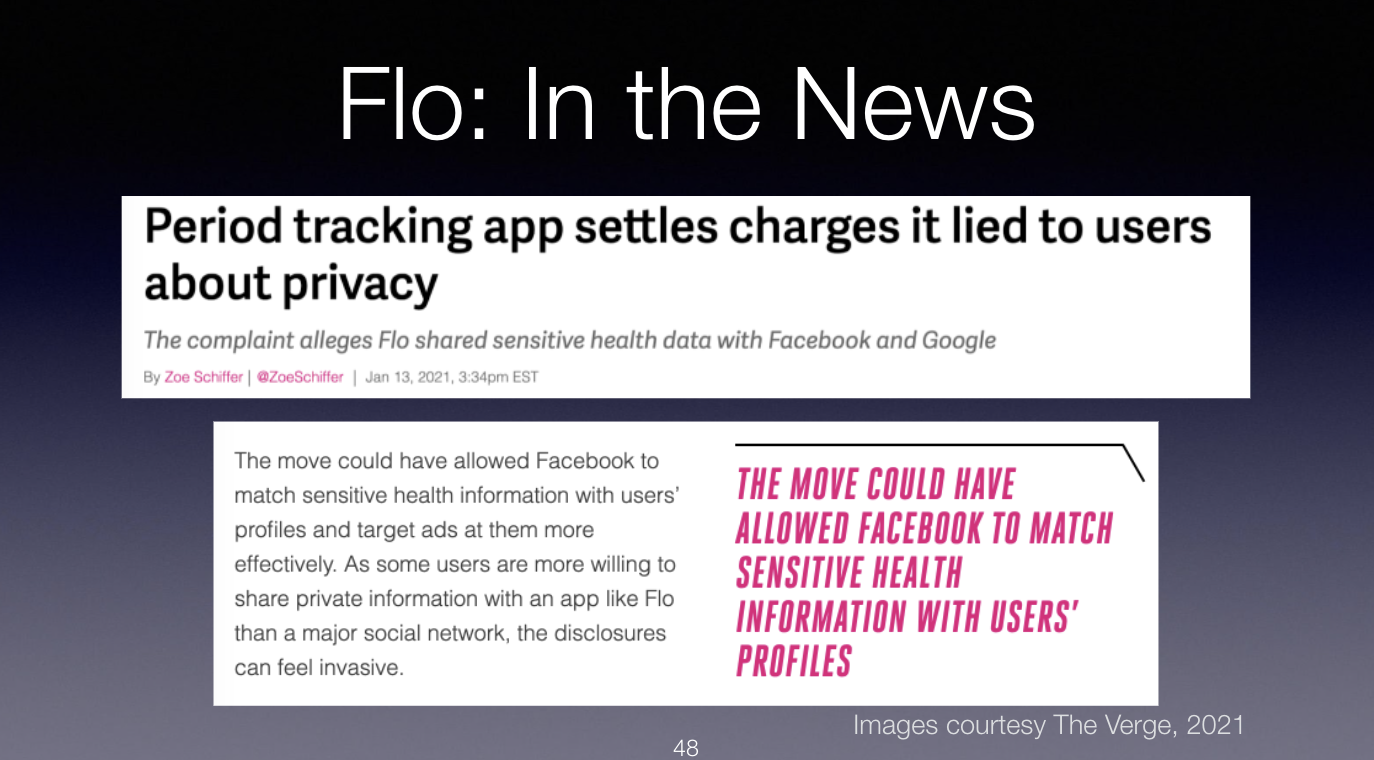 Flo: In the News
Period tracking app settles charges it lied to users
about privacy
The complaint alleges Flo shared sensitive health data with Facebook and Google
By Zoe Schiffer | @ZoeSchiffer | Jan 13, 2021, 3:34pm EST
The move could have allowed Facebook to
match sensitive health information with users’
profiles and target ads at them more
effectively. As some users are more willing to
share private information with an app like Flo
than a major social network, the disclosures
can feel invasive.
THE MOVE COULD HAVE
ALLOWED FACEBOOK TO MATCH
SENSITIVE HEALTH
INFORMATION WITH USERS’
PROFILES
Images courtesy The Verge, 2021
48